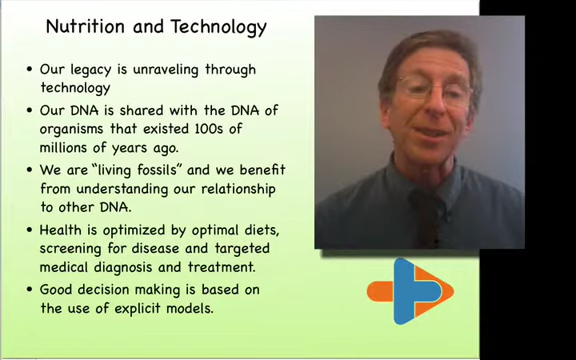 Nutrition and Technology
• Our legacy is unraveling through
technology
• Our DNA is shared with the DNA of
organisms that existed 100s of
millions of years ago.
• We are “living fossils” and we benefit
from understanding our relationship
to other DNA.
• Health is optimized by optimal diets,
screening for disease and targeted
medical diagnosis and treatment.
• Good decision making is based on
the use of explicit models.